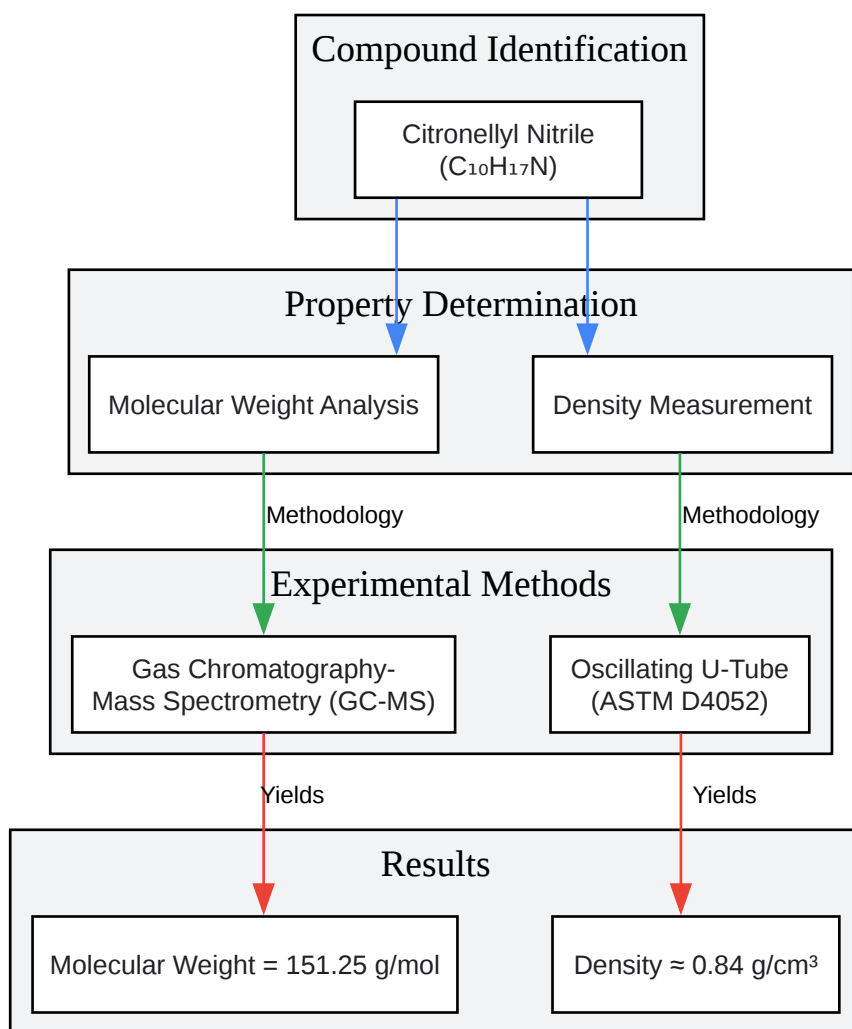 Compound Identification
Citronellyl Nitrile
(C₁₀H₁₇N)
Property Determination
Molecular Weight Analysis
Density Measurement
Methodology
Methodology
Experimental Methods
Gas Chromatography-
Mass Spectrometry (GC-MS)
Oscillating U-Tube
(ASTM D4052)
Yields
Yields
Results
Molecular Weight = 151.25 g/mol
Density ≈ 0.84 g/cm³